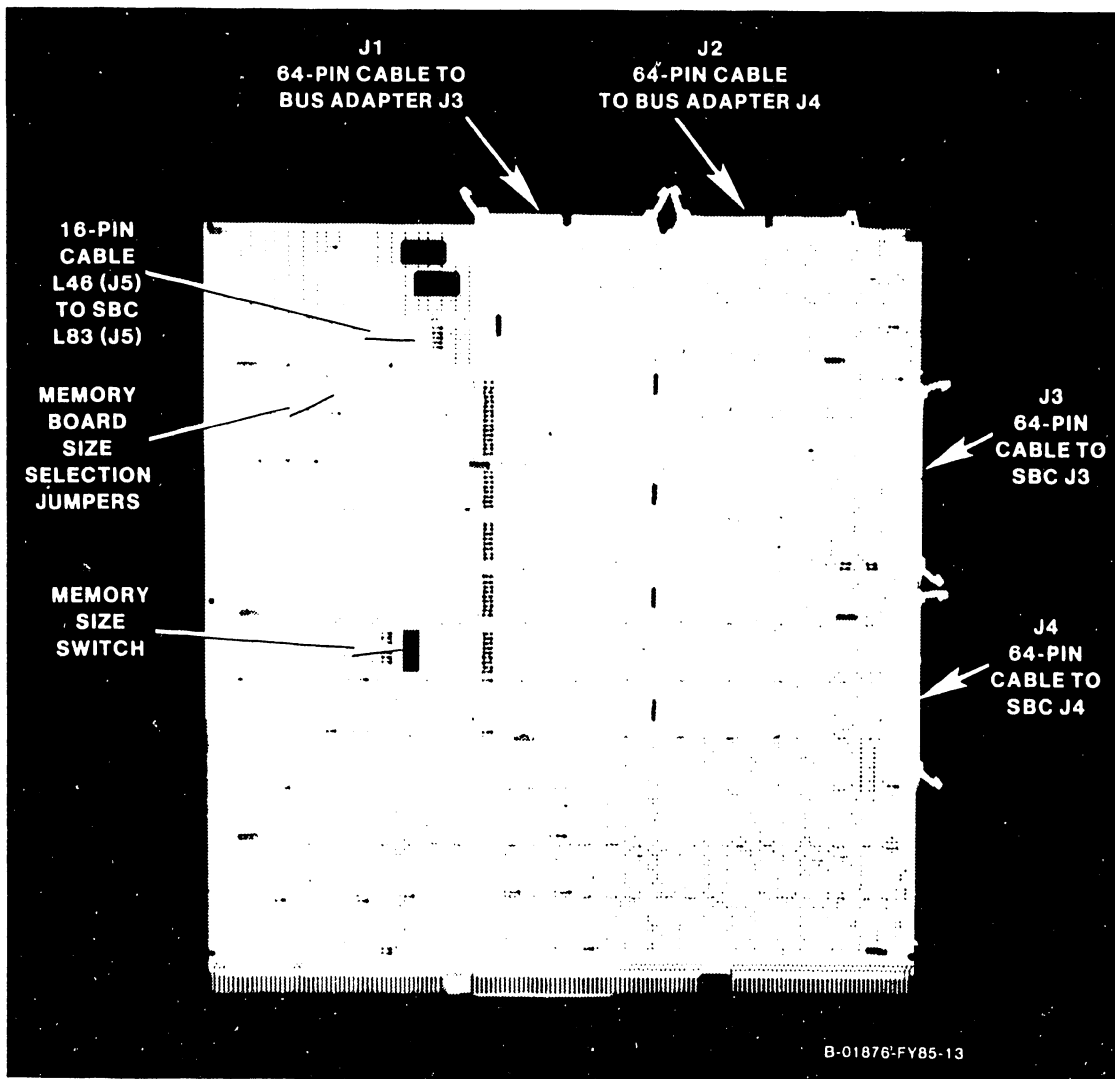 J1
64-PIN CABLE TO
BUS ADAPTER J3
J2
64-PIN CABLE
TO BUS ADAPTER J4
16-PIN
CABLE
L46 (J5)
TO SBC
L83 (J5)
MEMORY
BOARD
SIZE
SELECTION
JUMPERS
MEMORY
SIZE
SWITCH
J3
64-PIN
CABLE TO
SBC J3
J4
64-PIN
CABLE TO
SBC J4
B-01876-FY85-13